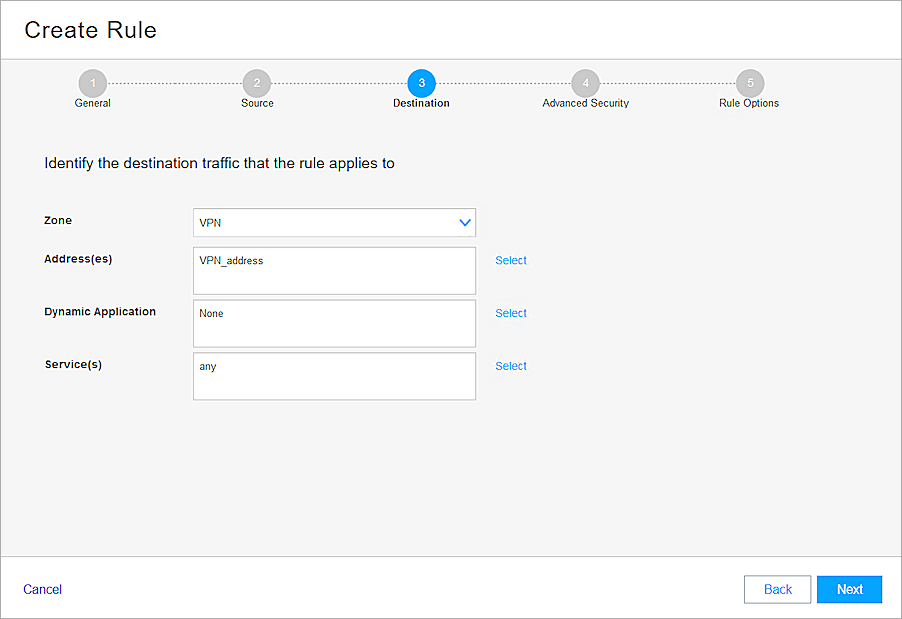 Create Rule
1 2 3 4 5
General Source Destination Advanced Security Rule Options
Identify the destination traffic that the rule applies to
Zone VPN
Address(es) VPN_address Select
Dynamic Application None Select
Service(s) any Select
Cancel Back Next